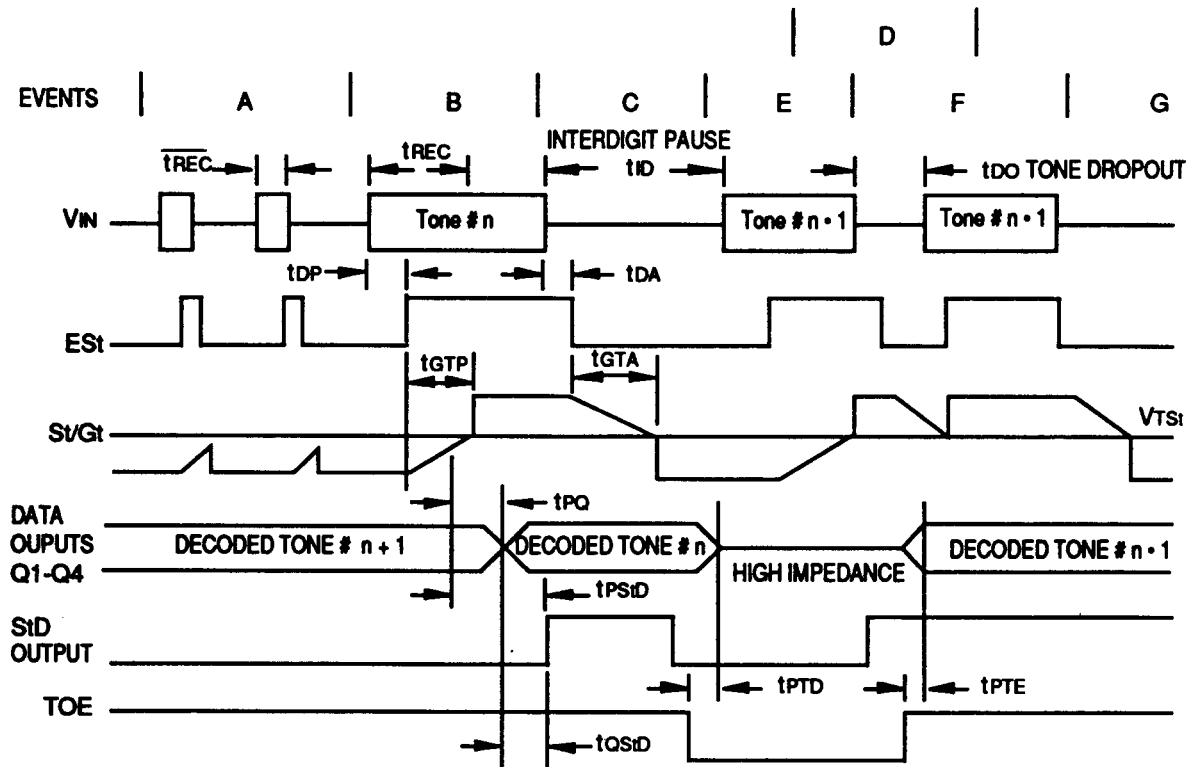 D
EVENTS A B C E F G
INTERDIGIT PAUSE
tREC tREC tID tDO TONE DROPOUT
VIN Tone # n Tone # n • 1 Tone # n • 1
tDP tDA
ESt
tGTP tGTA
St/Gt VTSt
tPQ
DATA
OUPUTS DECODED TONE # n + 1 DECODED TONE # n DECODED TONE # n • 1
Q1-Q4 HIGH IMPEDANCE
tPStD
StD
OUTPUT
tPTD tPTE
TOE
tQStD